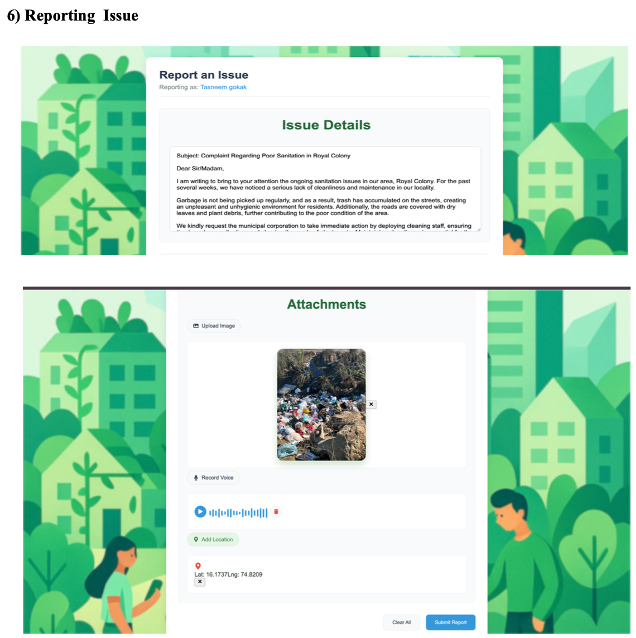 6) Reporting Issue
Report an Issue
Reporting as: Tasneem gokak
Issue Details
Subject: Complaint Regarding Poor Sanitation in Royal Colony
Dear Sir/Madam,
I am writing to bring to your attention the ongoing sanitation issues in our area, Royal Colony. For the past
several weeks, we have noticed a serious lack of cleanliness and maintenance in our locality.
Garbage is not being picked up regularly, and as a result, trash has accumulated on the streets, creating
an unpleasant and unhygienic environment for residents. Additionally, the roads are covered with dry
leaves and plant debris, further contributing to the poor condition of the area.
We kindly request the municipal corporation to take immediate action by deploying cleaning staff, ensuring
Attachments
Upload Image
Record Voice
Add Location
Lat: 16.1737Lng: 74.8209
Clear All
Submit Report